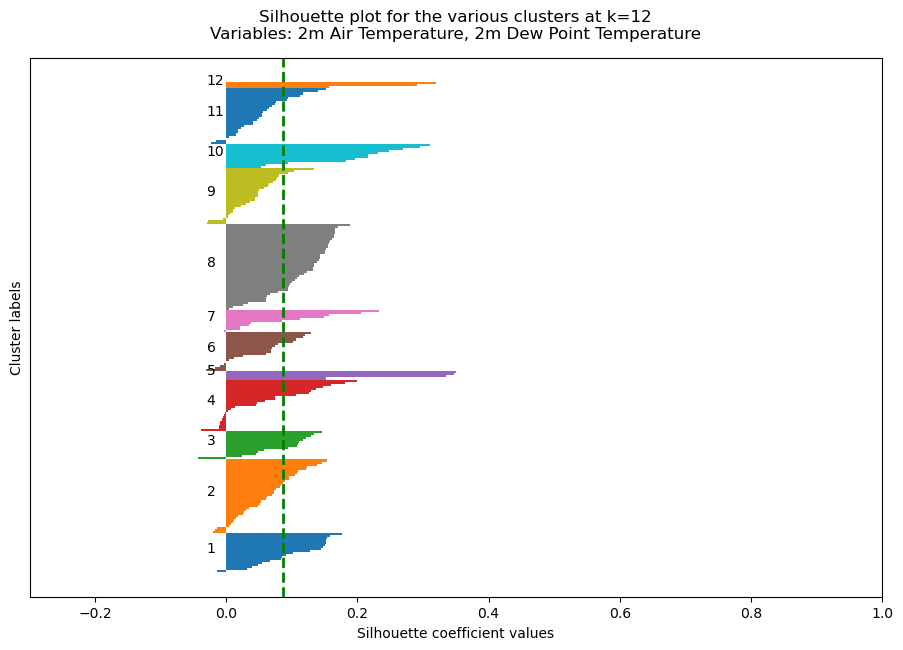 Silhouette plot for the various clusters at k=12
Variables: 2m Air Temperature, 2m Dew Point Temperature
Cluster labels
12
11
10
9
8
7
6
5
4
3
2
1
−0.2 0.0 0.2 0.4 0.6 0.8 1.0
Silhouette coefficient values